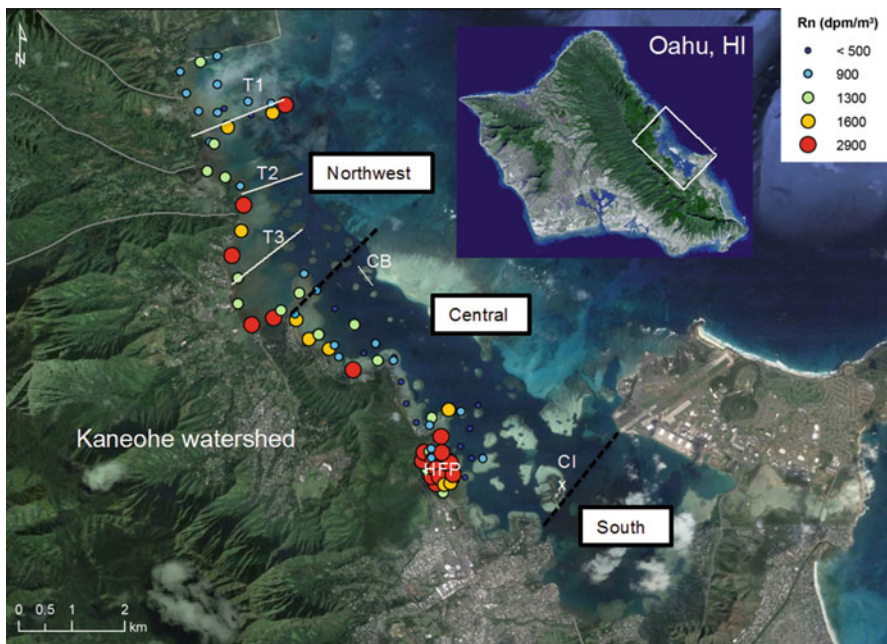 N
T1
T2
T3
Northwest
CB
Central
Kaneohe watershed
HFP
CI
x
South
0 0.5 1 2
km
Oahu, HI
Rn (dpm/m³)
< 500
900
1300
1600
2900